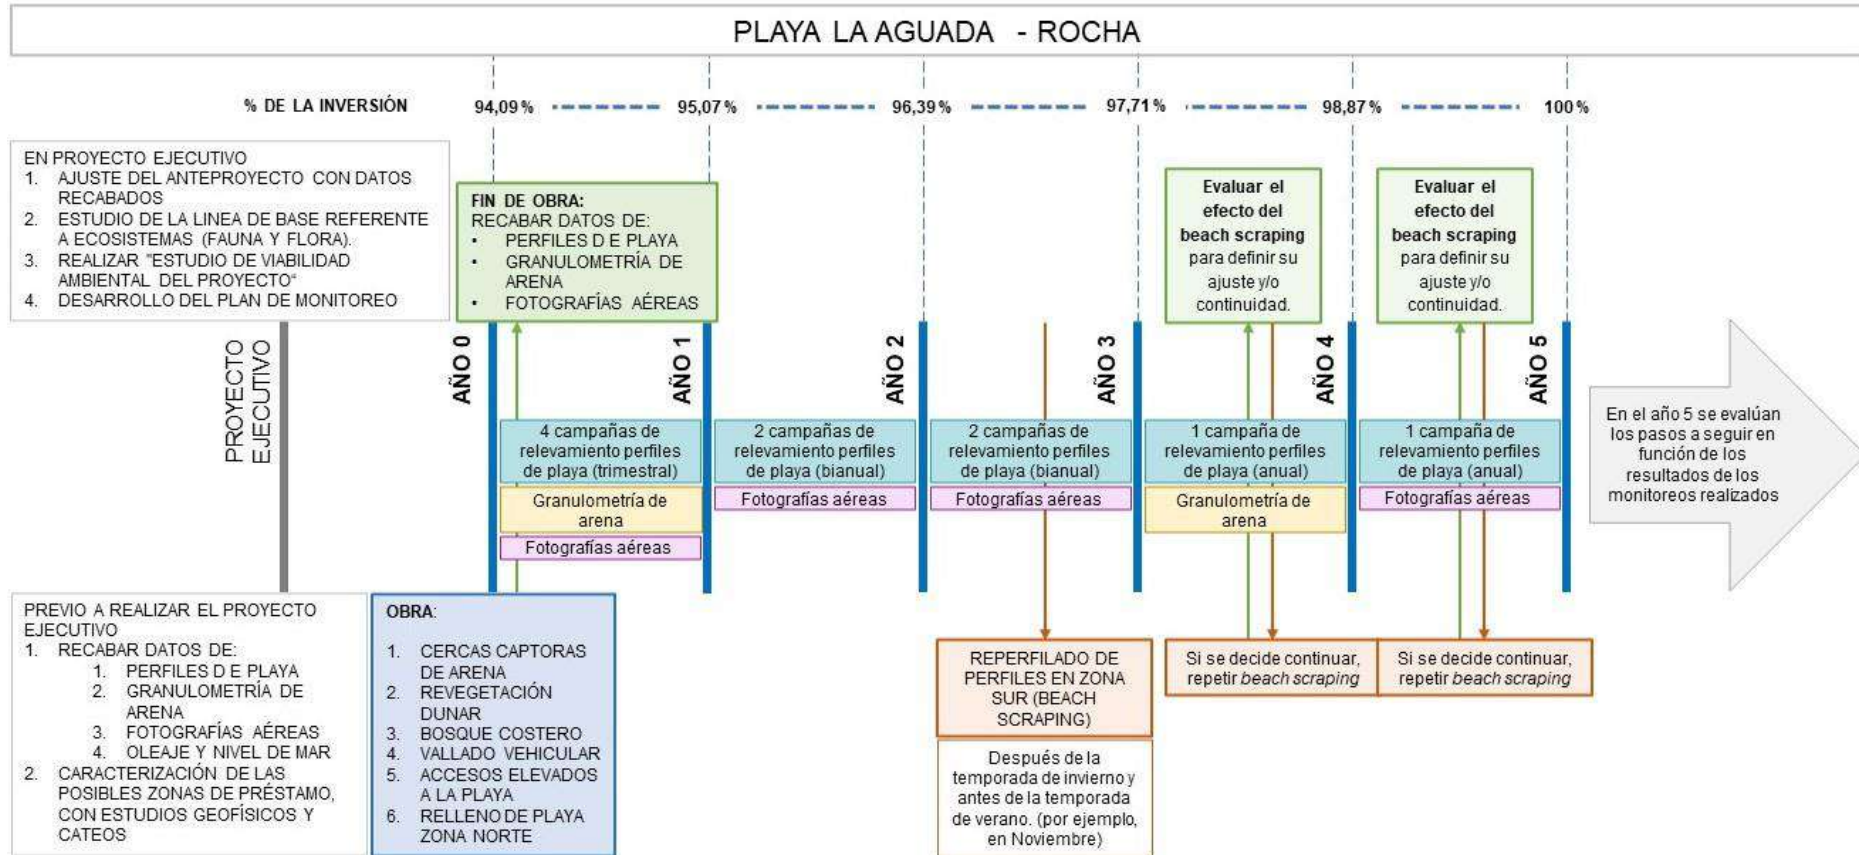 PLAYA LA AGUADA - ROCHA
% DE LA INVERSIÓN
94,09%
95,07%
96,39%
97,71%
98,87%
100%
EN PROYECTO EJECUTIVO
1. AJUSTE DEL ANTEPROYECTO CON DATOS
RECABADOS
2. ESTUDIO DE LA LINEA DE BASE REFERENTE
A ECOSISTEMAS (FAUNA Y FLORA).
3. REALIZAR "ESTUDIO DE VIABILIDAD
AMBIENTAL DEL PROYECTO"
4. DESARROLLO DEL PLAN DE MONITOREO
FIN DE OBRA:
RECABAR DATOS DE:
• PERFILES D E PLAYA
• GRANULOMETRÍA DE
ARENA
• FOTOGRAFÍAS AÉREAS
Evaluar el
efecto del
beach scraping
para definir su
ajuste y/o
continuidad.
Evaluar el
efecto del
beach scraping
para definir su
ajuste y/o
continuidad.
PROYECTO
EJECUTIVO
AÑO 0
AÑO 1
AÑO 2
AÑO 3
AÑO 4
AÑO 5
4 campañas de
relevamiento perfiles
de playa (trimestral)
Granulometría de
arena
Fotografías aéreas
2 campañas de
relevamiento perfiles
de playa (bianual)
Fotografías aéreas
2 campañas de
relevamiento perfiles
de playa (bianual)
Fotografías aéreas
1 campaña de
relevamiento perfiles
de playa (anual)
Granulometría de
arena
1 campaña de
relevamiento perfiles
de playa (anual)
Fotografías aéreas
En el año 5 se evalúan
los pasos a seguir en
función de los
resultados de los
monitoreos realizados
PREVIO A REALIZAR EL PROYECTO
EJECUTIVO
1. RECABAR DATOS DE:
1. PERFILES D E PLAYA
2. GRANULOMETRÍA DE
ARENA
3. FOTOGRAFÍAS AÉREAS
4. OLEAJE Y NIVEL DE MAR
2. CARACTERIZACIÓN DE LAS
POSIBLES ZONAS DE PRÉSTAMO,
CON ESTUDIOS GEOFÍSICOS Y
CATEOS
OBRA:
1. CERCAS CAPTORAS
DE ARENA
2. REVEGETACIÓN
DUNAR
3. BOSQUE COSTERO
4. VALLADO VEHICULAR
5. ACCESOS ELEVADOS
A LA PLAYA
6. RELLENO DE PLAYA
ZONA NORTE
REPERFILADO DE
PERFILES EN ZONA
SUR (BEACH
SCRAPING)
Después de la
temporada de invierno y
antes de la temporada
de verano. (por ejemplo,
en Noviembre)
Si se decide continuar,
repetir beach scraping
Si se decide continuar,
repetir beach scraping